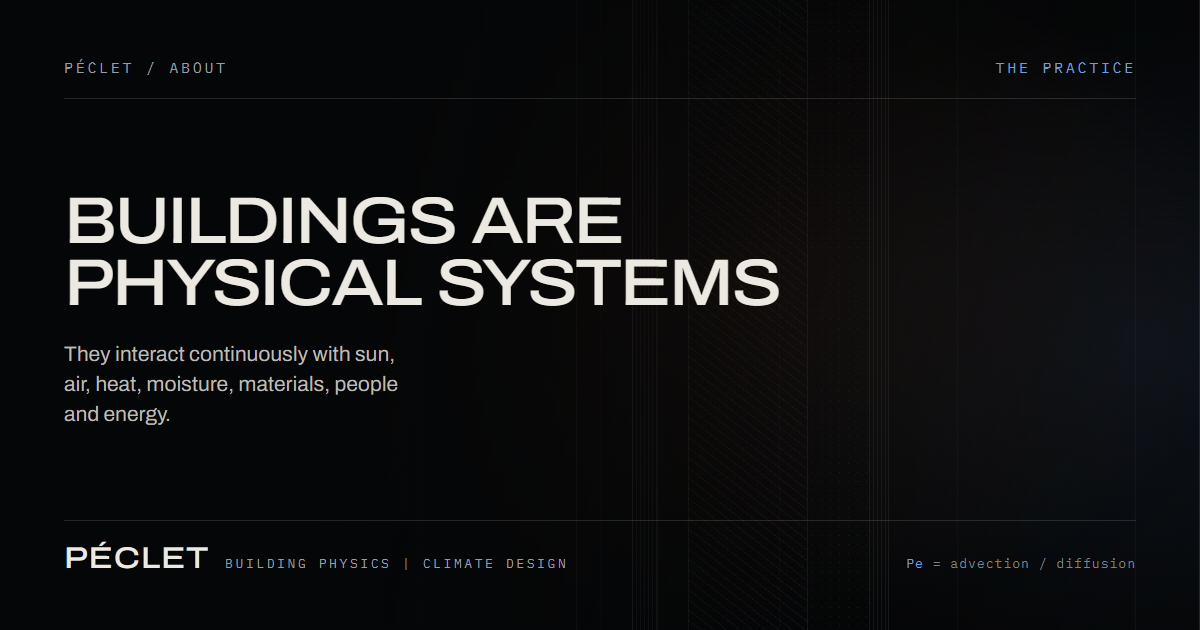 PÉCLET / ABOUT
THE PRACTICE
BUILDINGS ARE
PHYSICAL SYSTEMS
They interact continuously with sun,
air, heat, moisture, materials, people
and energy.
PÉCLET BUILDING PHYSICS | CLIMATE DESIGN
Pe = advection / diffusion